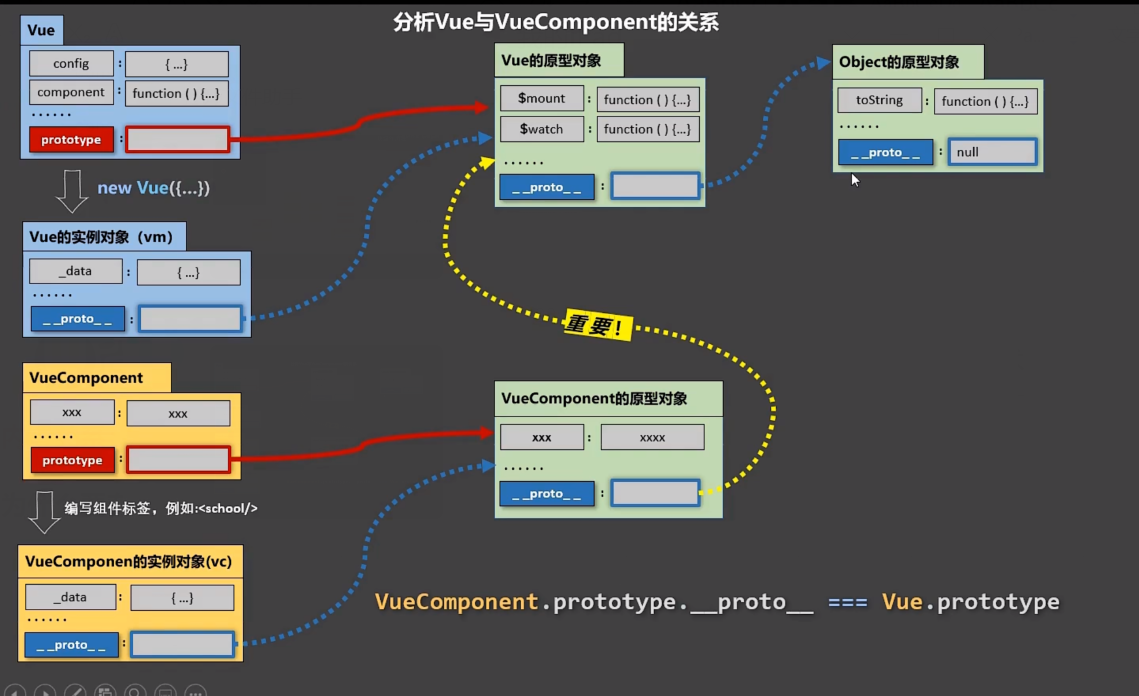 分析Vue与VueComponent的关系
Vue
config : { ...}
component : function ( ) {...}
······
prototype :
new Vue({...})
Vue的实例对象（vm）
_data : { ...}
······
_ _proto_ _ :
VueComponent
xxx : xxx
······
prototype :
编写组件标签，例如:<school/>
VueComponen的实例对象(vc)
_data : { ...}
······
_ _proto_ _ :
Vue的原型对象
$mount : function ( ) {...}
$watch : function ( ) {...}
······
_ _proto_ _ :
Object的原型对象
toString : function ( ) {...}
······
_ _proto_ _ : null
重要!
VueComponent的原型对象
xxx : xxxx
······
_ _proto_ _ :
VueComponent.prototype.__proto__ === Vue.prototype